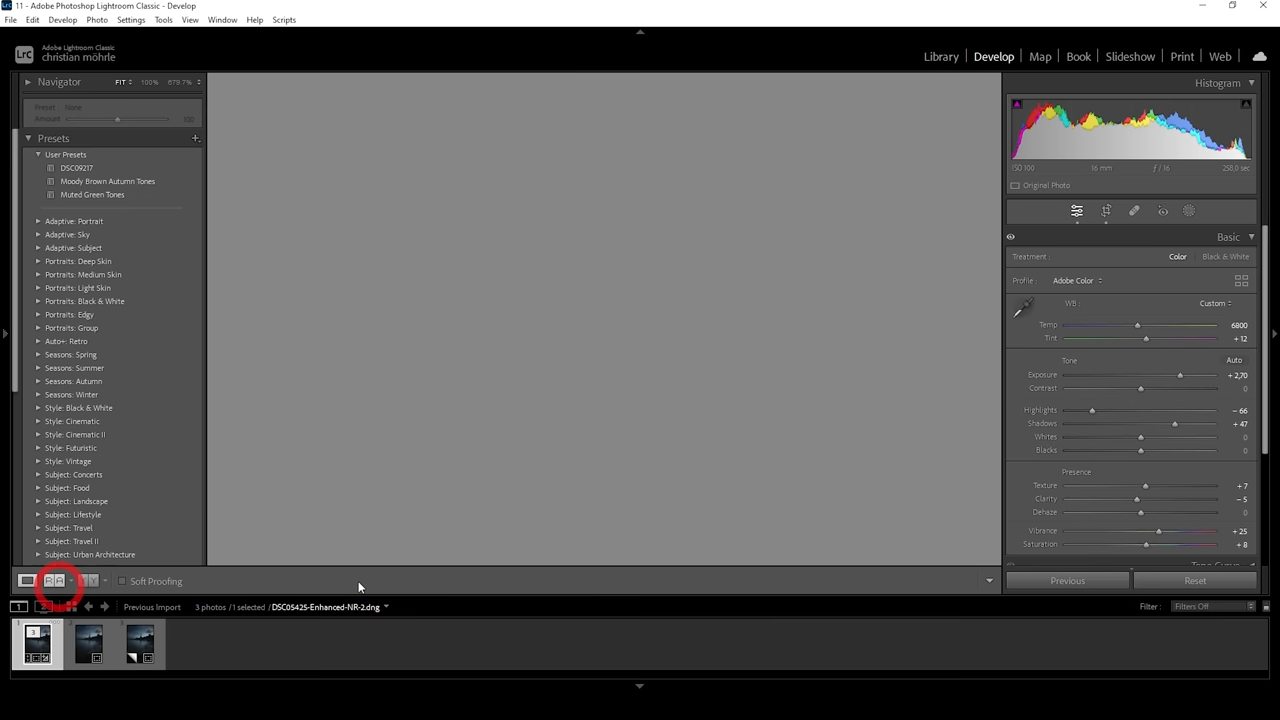 11 - Adobe Photoshop Lightroom Classic - Develop
File Edit Develop Photo Settings Tools View Window Help Scripts
Lrc
Adobe Lightroom Classic
christian möhrle
Library Develop Map Book Slideshow Print Web
Navigator FIT 100%
Histogram
Preset: None
Amount 100
Presets
User Presets
DSC09217
Moody Brown Autumn Tones
Muted Green Tones
Adaptive: Portrait
Adaptive: Sky
Adaptive: Subject
Portraits: Deep Skin
Portraits: Medium Skin
Portraits: Light Skin
Portraits: Black & White
Portraits: Edgy
Portraits: Group
Auto+: Retro
Seasons: Spring
Seasons: Summer
Seasons: Autumn
Seasons: Winter
Style: Black & White
Style: Cinematic
Style: Cinematic II
Style: Futuristic
Style: Vintage
Subject: Concerts
Subject: Food
Subject: Landscape
Subject: Lifestyle
Subject: Travel
Subject: Travel II
Subject: Urban Architecture
ISO 100 16 mm ƒ / 16 258,0 sec
Original Photo
Basic
Treatment : Color Black & White
Profile : Adobe Color
WB : Custom
Temp 6800
Tint + 12
Tone Auto
Exposure + 2,70
Contrast 0
Highlights - 66
Shadows + 47
Whites 0
Blacks 0
Presence
Texture + 7
Clarity - 5
Dehaze 0
Vibrance + 25
Saturation + 8
R A Y Soft Proofing
Previous Reset
1 2 Previous Import 3 photos / 1 selected / DSC05425-Enhanced-NR-2.dng
Filter : Filters Off
1 3 2 3